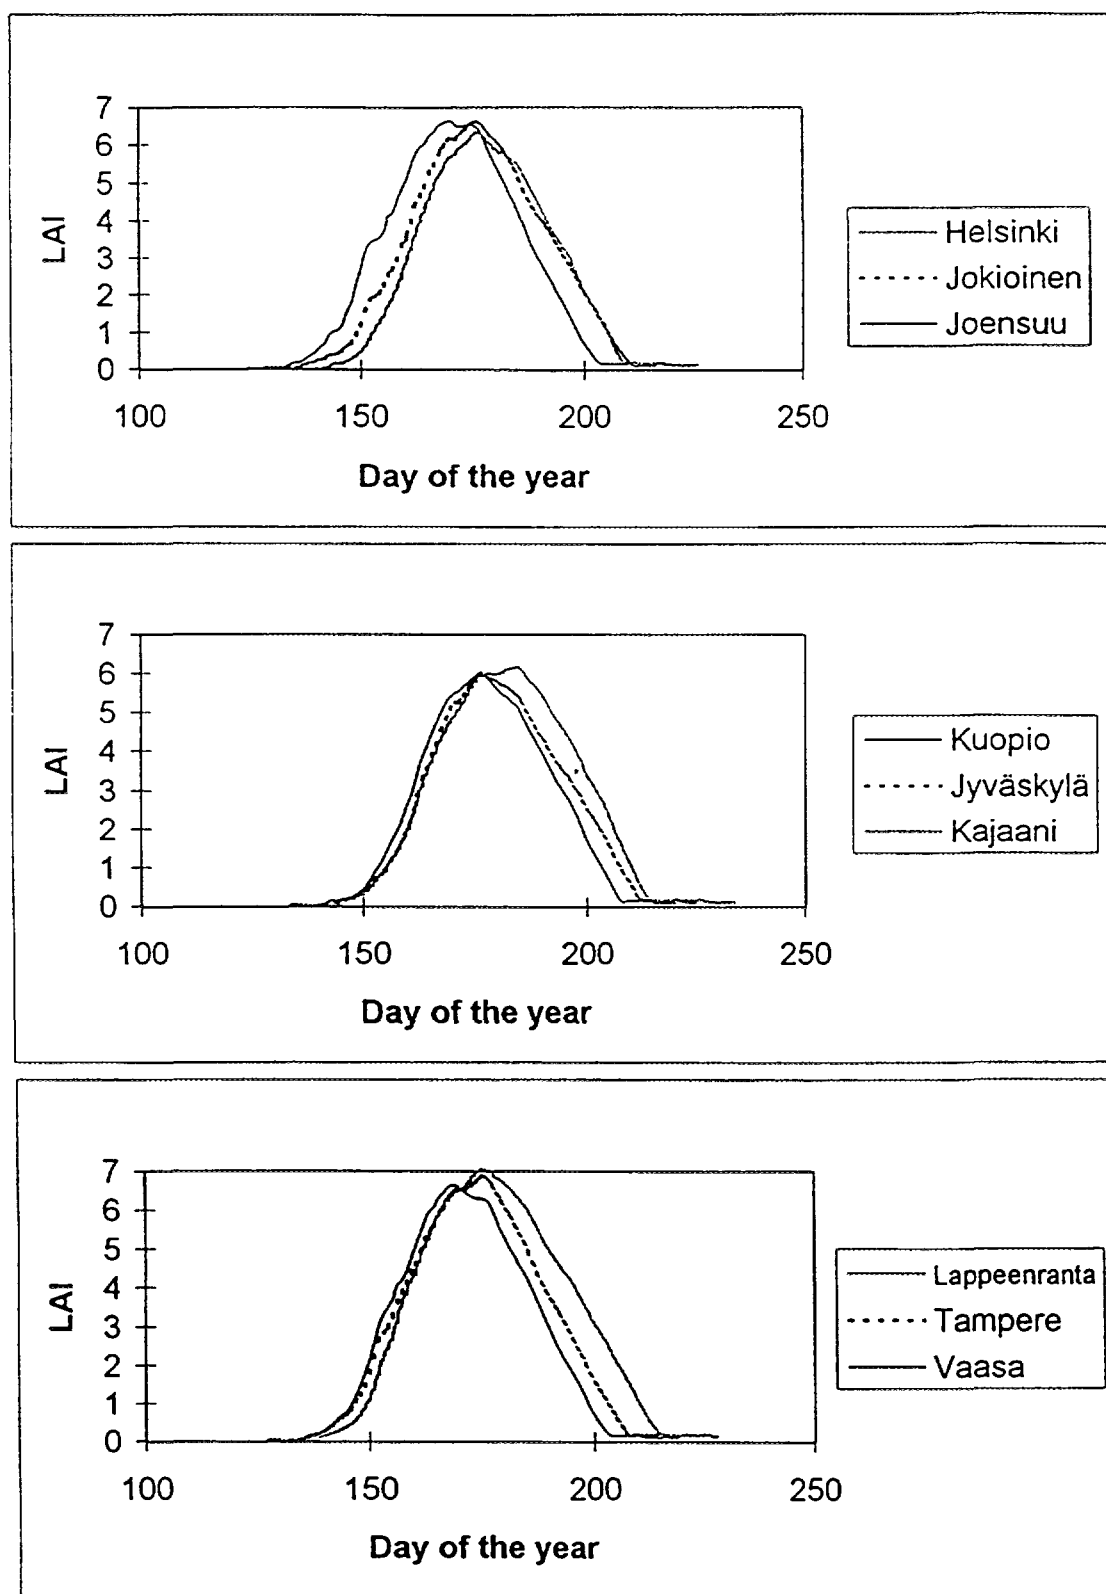 7
6
5
4
3
2
1
0
LAI
100 150 200 250
Day of the year
Helsinki
Jokioinen
Joensuu
7
6
5
4
3
2
1
0
LAI
100 150 200 250
Day of the year
Kuopio
Jyväskylä
Kajaani
7
6
5
4
3
2
1
0
LAI
100 150 200 250
Day of the year
Lappeenranta
Tampere
Vaasa